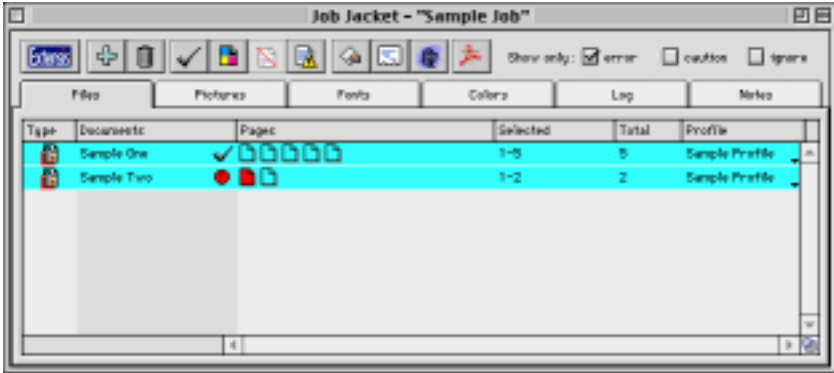 Job Jacket - "Sample Job"
Extensis Show only: error caution ignore
Files Pictures Fonts Colors Log Notes
Type Documents Pages Selected Total Profile
Sample One 1-5 5 Sample Profile
Sample Two 1-2 2 Sample Profile